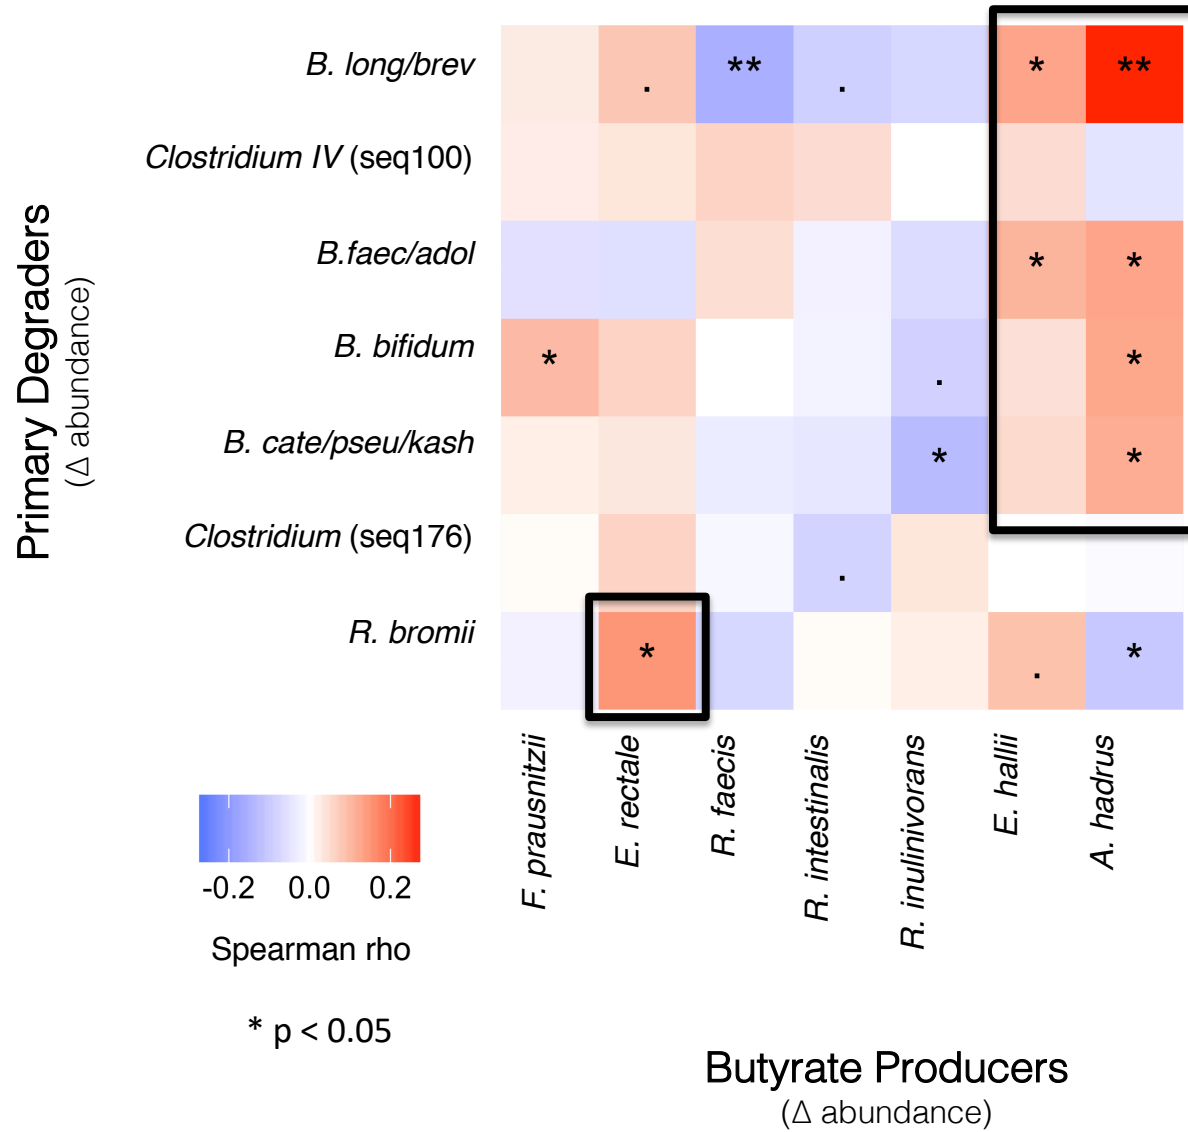 Primary Degraders
(Δ abundance)
B. long/brev
. ** . * **
Clostridium IV (seq100)
B.faec/adol
* *
B. bifidum
* . *
B. cate/pseu/kash
* *
Clostridium (seq176)
.
R. bromii
* . *
F. prausnitzii
E. rectale
R. faecis
R. intestinalis
R. inulinivorans
E. hallii
A. hadrus
-0.2 0.0 0.2
Spearman rho
* p < 0.05
Butyrate Producers
(Δ abundance)